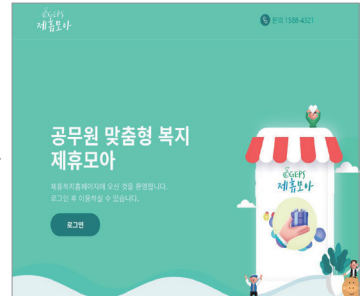 GEPS
제휴모아
문의 1588-4321
공무원 맞춤형 복지
제휴모아
제휴복지홈페이지에 오신 것을 환영합니다.
로그인 후 이용하실 수 있습니다.
로그인
GEPS
제휴모아